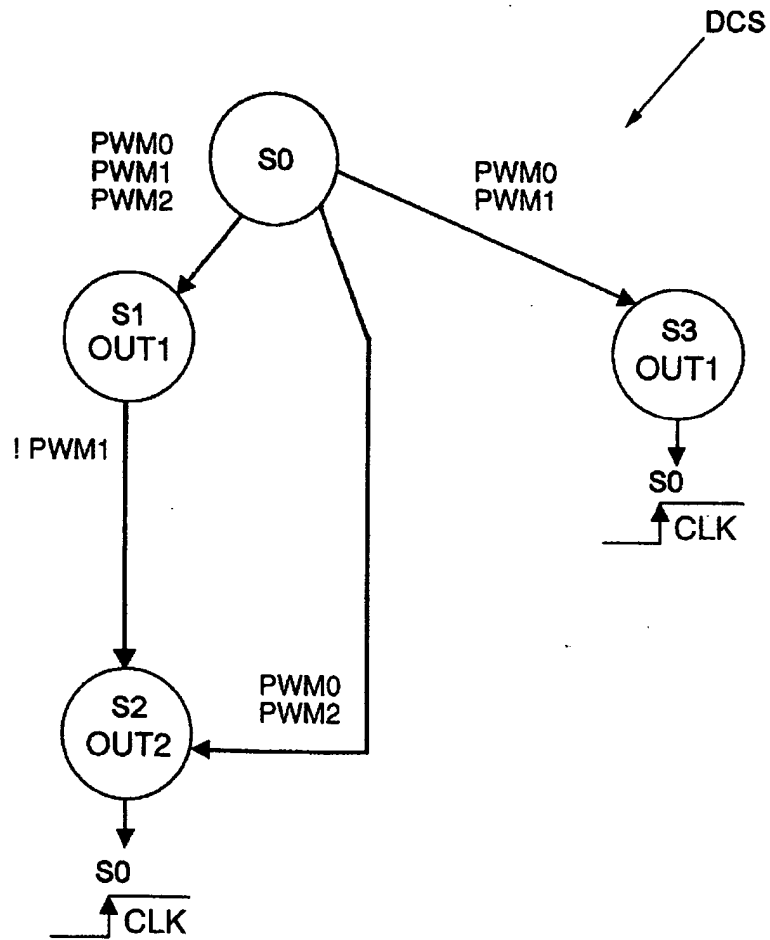 DCS
PWM0
PWM1
PWM2
S0
PWM0
PWM1
S1
OUT1
S3
OUT1
! PWM1
S0
CLK
PWM0
PWM2
S2
OUT2
S0
CLK